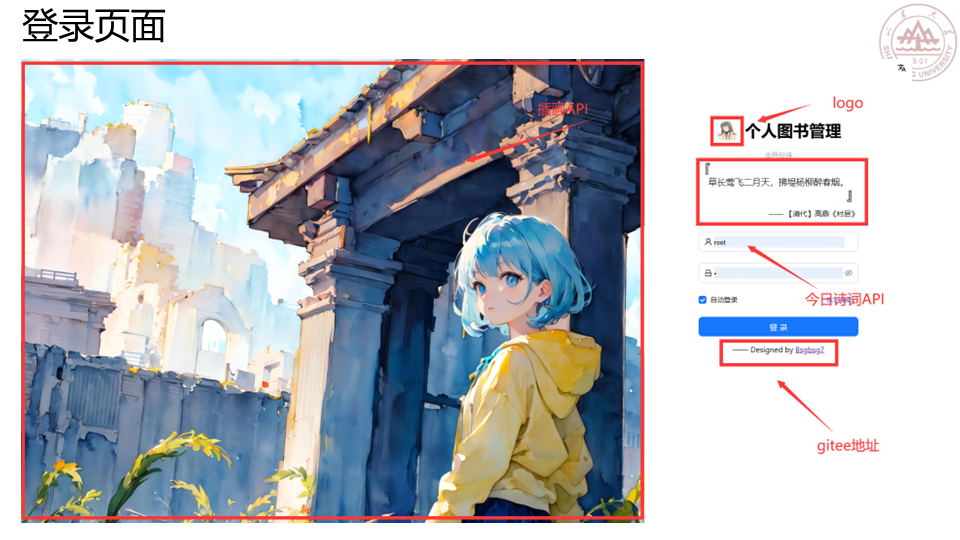 登录页面
插画API
logo
个人图书管理
『
草长莺飞二月天，拂堤杨柳醉春烟。
』
—— 【清代】高鼎《村居》
root
今日诗词API
自动登录
登 录
—— Designed by
gitee地址
1901
UNIVERSITY